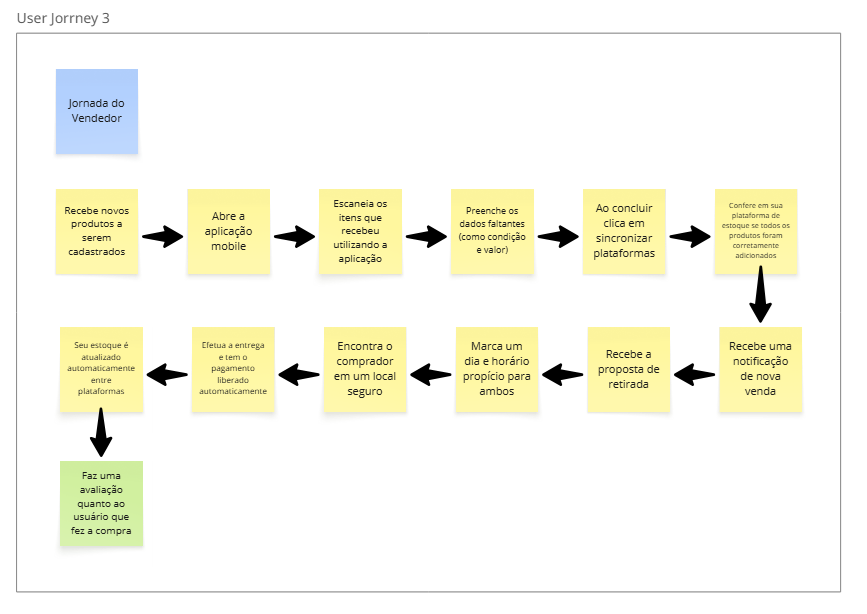 User Jorrney 3
Jornada do
Vendedor
Recebe novos
produtos a
serem
cadastrados
Abre a
aplicação
mobile
Escaneia os
itens que
recebeu
utilizando a
aplicação
Preenche os
dados faltantes
(como condição
e valor)
Ao concluir
clica em
sincronizar
plataformas
Confere em sua
plataforma de
estoque se todos os
produtos foram
corretamente
adicionados
Recebe uma
notificação
de nova
venda
Recebe a
proposta de
retirada
Marca um
dia e horário
propício para
ambos
Encontra o
comprador
em um local
seguro
Efetua a entrega
e tem o
pagamento
liberado
automaticamente
Seu estoque é
atualizado
automaticamente
entre
plataformas
Faz uma
avaliação
quanto ao
usuário que
fez a compra